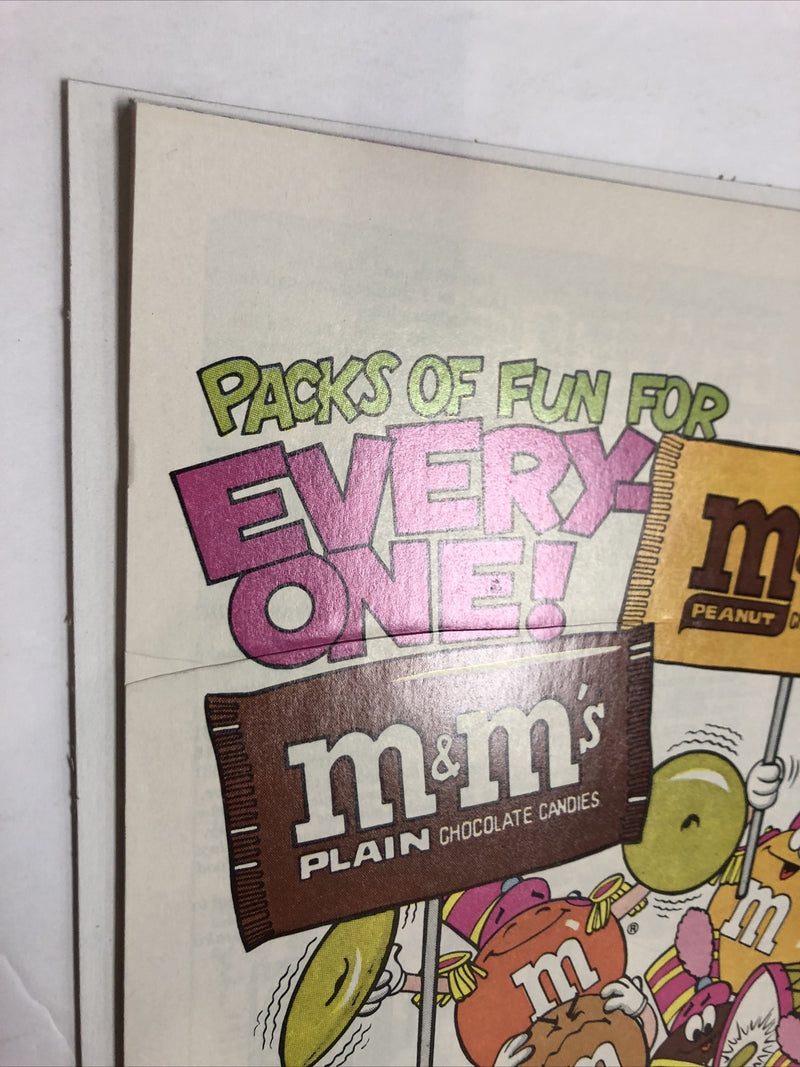 PACKS OF FUN FOR
EVERY-
ONE!
m
PEANUT
m&m's
PLAIN CHOCOLATE CANDIES
m
m
®
m